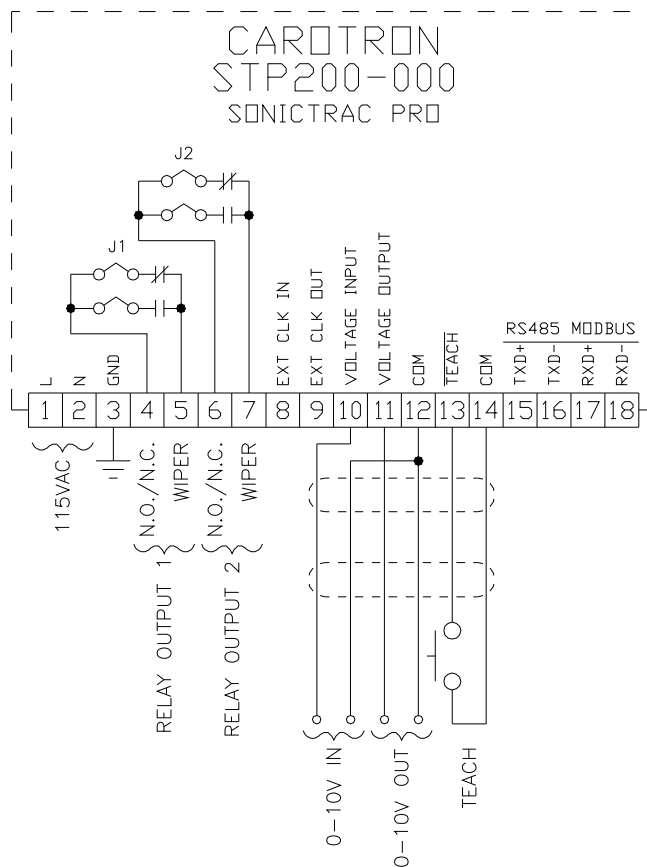 CAROTRON
STP200-000
SONICTRAC PRO
J2
J1
L
N
GND
EXT CLK IN
EXT CLK OUT
VOLTAGE INPUT
VOLTAGE OUTPUT
COM
TEACH
COM
RS485 MODBUS
TXD+
TXD-
RXD+
RXD-
1 2 3 4 5 6 7 8 9 10 11 12 13 14 15 16 17 18
115VAC
N.O./N.C.
WIPER
N.O./N.C.
WIPER
RELAY OUTPUT 1
RELAY OUTPUT 2
0-10V IN
0-10V OUT
TEACH